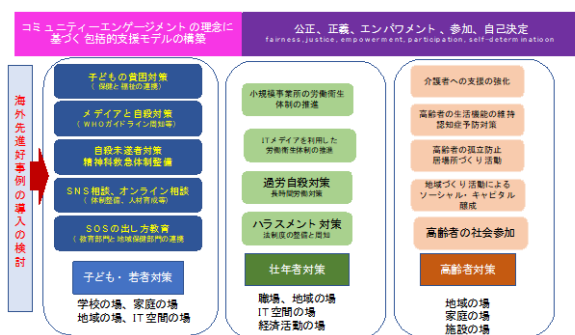 コミュニティーエンゲージメントの理念に
基づく包括的支援モデルの構築
公正、正義、エンパワメント、参加、自己決定
fairness,justice,empowerment,participation,self-determinatioon
海外先進好事例の導入の検討
子どもの貧困対策
(保健と福祉の連携)
メディアと自殺対策
(WHOガイドライン周知等)
自殺未遂者対策
精神科救急体制整備
SNS相談、オンライン相談
(体制整備、人材育成等)
SOSの出し方教育
(教育部門と地域保健部門の連携)
子ども・若者対策
学校の場、家庭の場
地域の場、IT空間の場
小規模事業所の労働衛生
体制の推進
ITメディアを利用した
労働衛生体制の推進
過労自殺対策
長時間労働対策
ハラスメント対策
法制度の整備と周知
壮年者対策
職場、地域の場
IT空間の場
経済活動の場
介護者への支援の強化
高齢者の生活機能の維持
認知症予防対策
高齢者の孤立防止
居場所づくり活動
地域づくり活動による
ソーシャル・キャピタル
醸成
高齢者の社会参加
高齢者対策
地域の場
家庭の場
施設の場